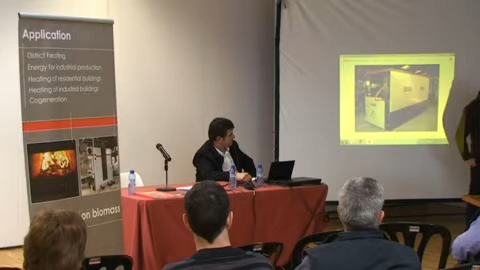 Application
District heating
Energy for industrial production
Heating of residential buildings
Heating of industrial buildings
Cogeneration
on biomass